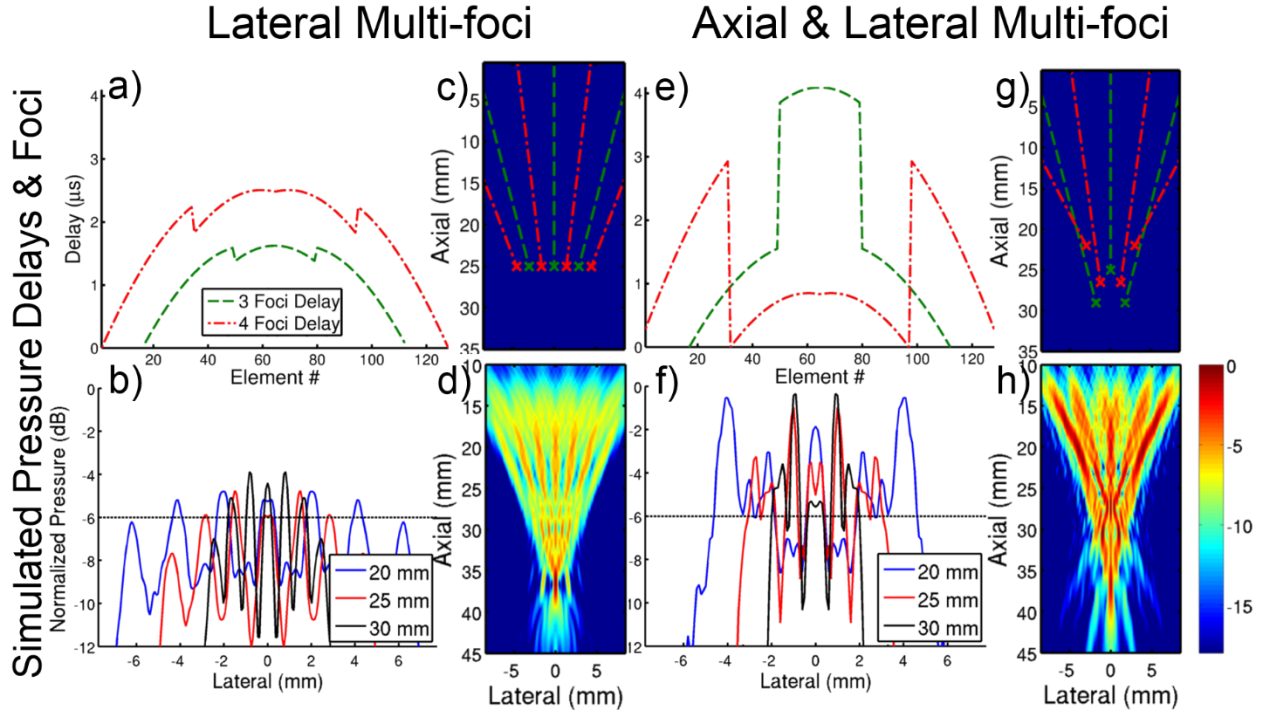 Lateral Multi-foci
Axial & Lateral Multi-foci
Simulated Pressure Delays & Foci
a)
4
3
2
1
0
Delay (µs)
20
40
60
80
100
120
Element #
3 Foci Delay
4 Foci Delay
c)
5
10
15
20
25
30
35
Axial (mm)
e)
4
3
2
1
0
20
40
60
80
100
120
Element #
g)
5
10
15
20
25
30
35
Axial (mm)
b)
0
-2
-4
-6
-8
-10
-12
Normalized Pressure (dB)
-6
-4
-2
0
2
4
6
Lateral (mm)
20 mm
25 mm
30 mm
d)
10
15
20
25
30
35
40
45
Axial (mm)
-5
0
5
Lateral (mm)
f)
0
-2
-4
-6
-8
-10
-12
-6
-4
-2
0
2
4
6
Lateral (mm)
20 mm
25 mm
30 mm
h)
10
15
20
25
30
35
40
45
Axial (mm)
-5
0
5
Lateral (mm)
0
-5
-10
-15